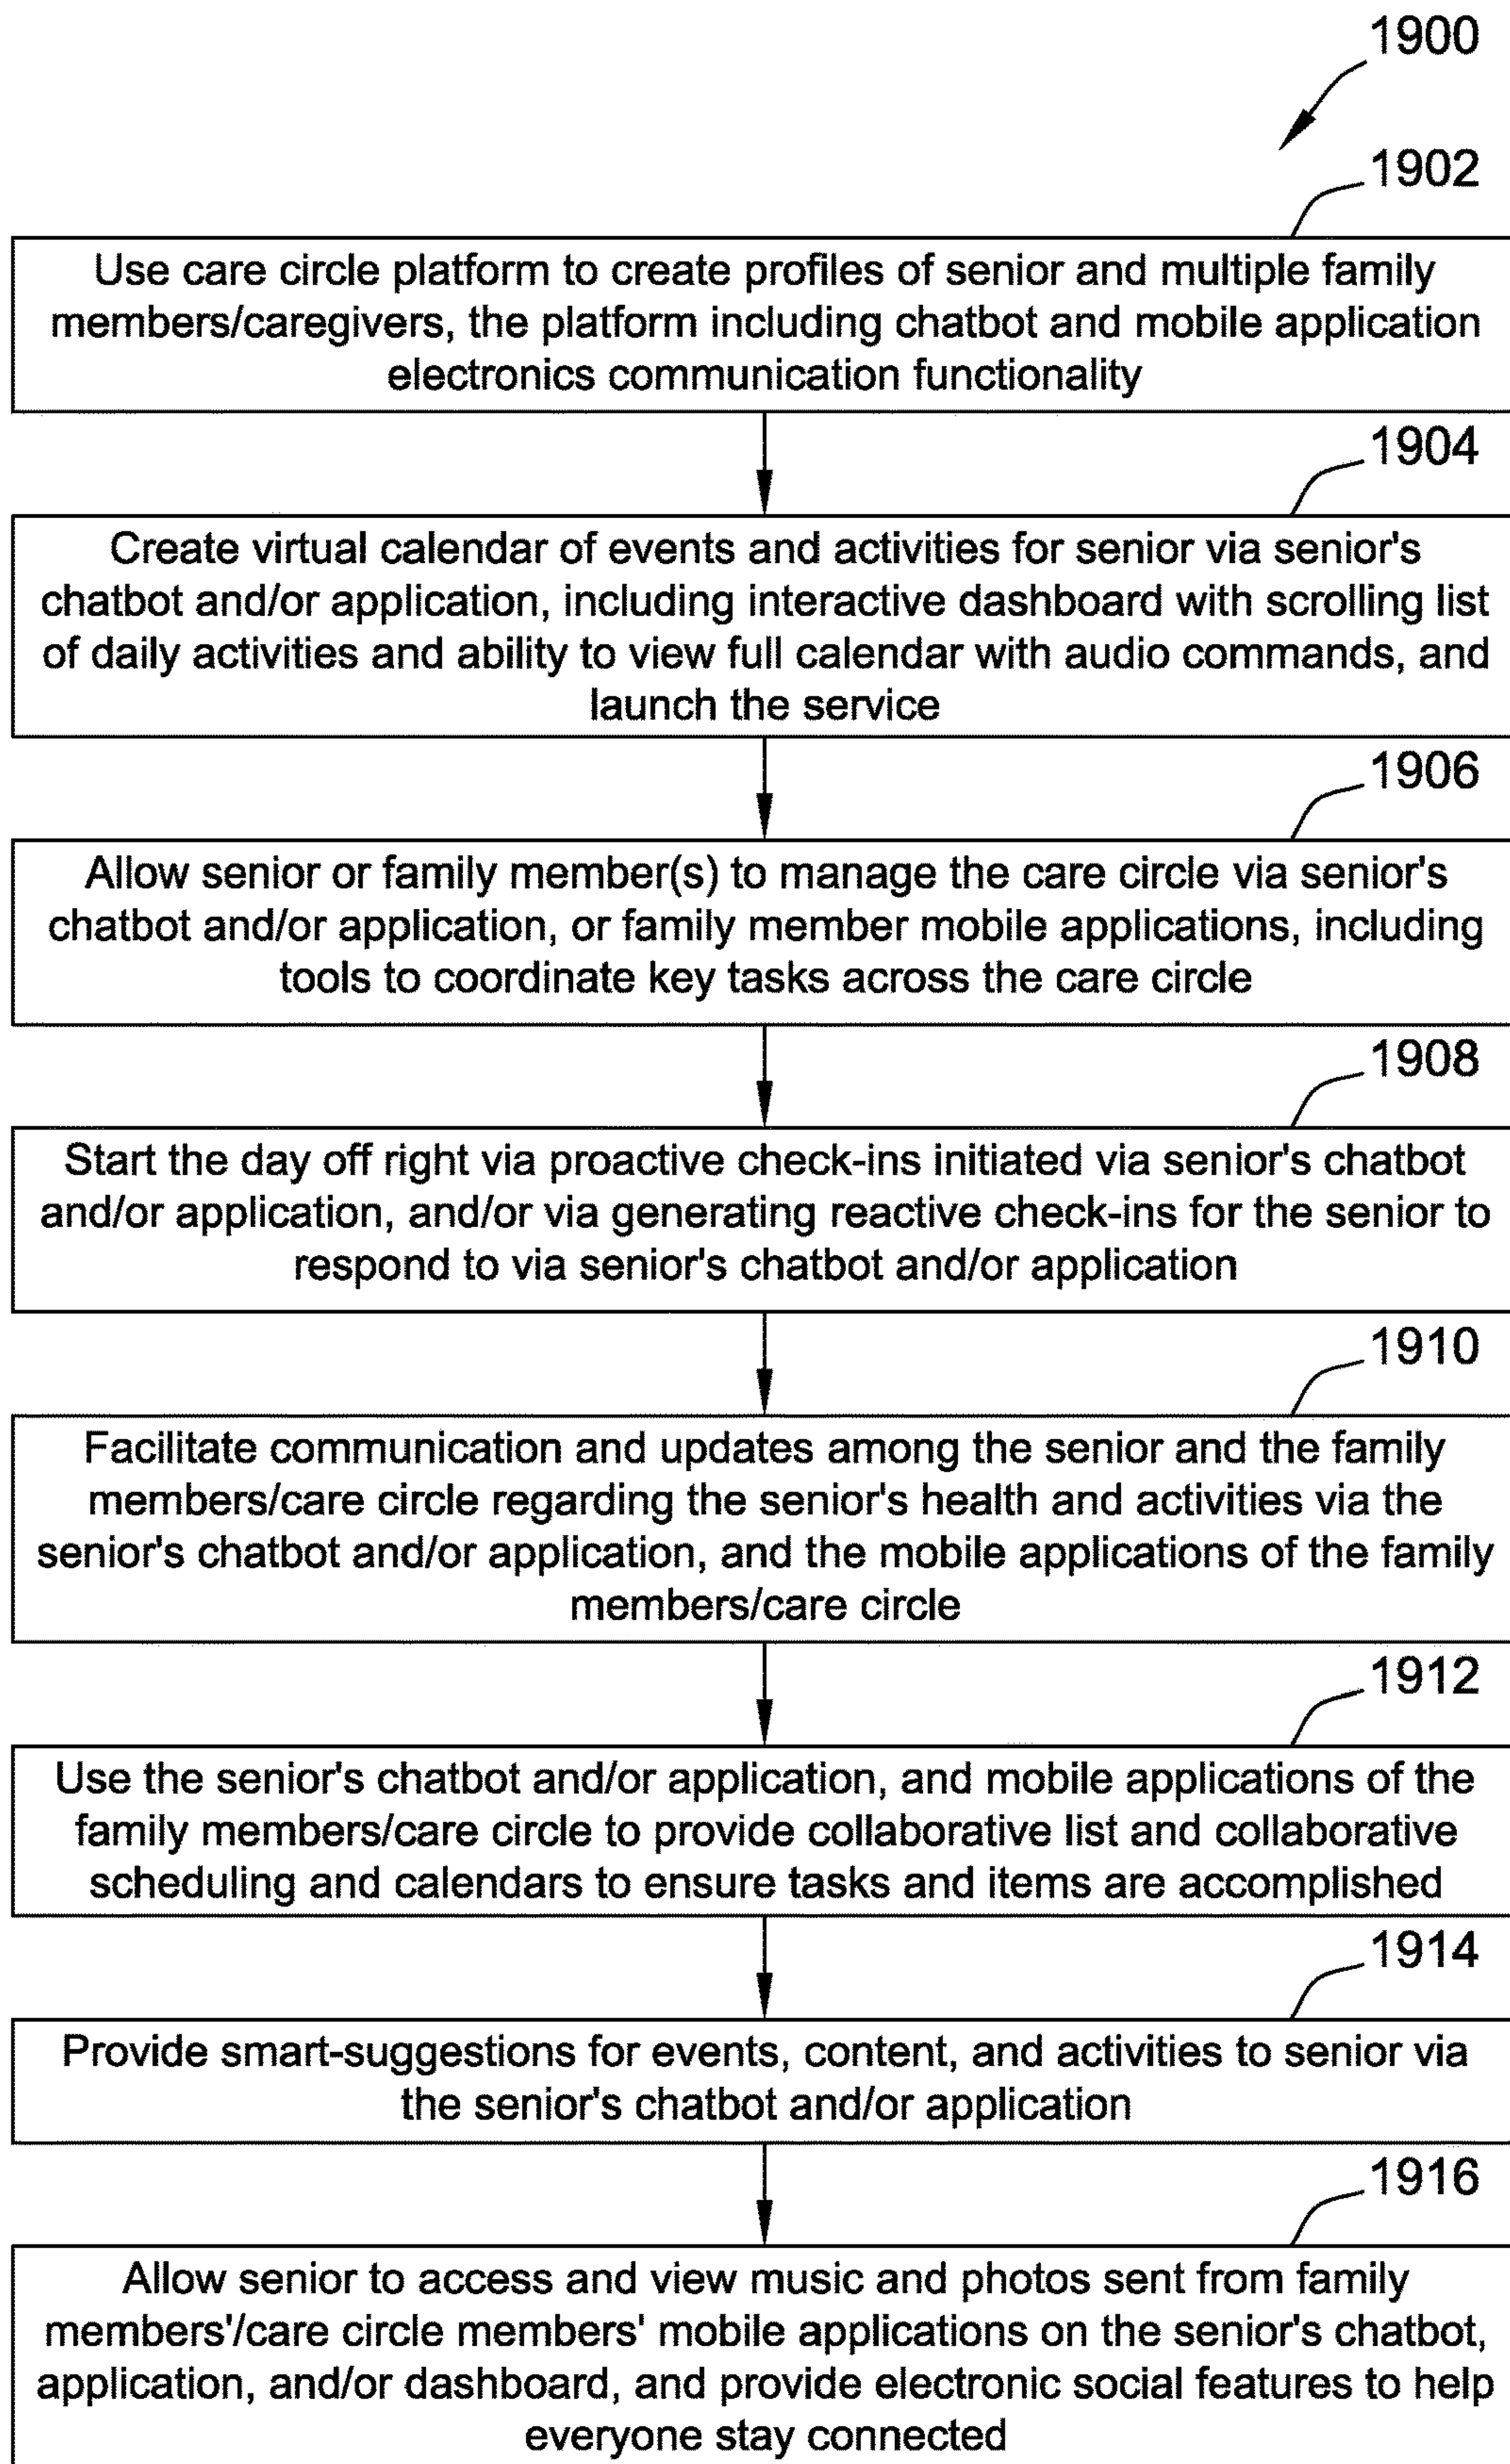 1900
1902
Use care circle platform to create profiles of senior and multiple family
members/caregivers, the platform including chatbot and mobile application
electronics communication functionality
1904
Create virtual calendar of events and activities for senior via senior's
chatbot and/or application, including interactive dashboard with scrolling list
of daily activities and ability to view full calendar with audio commands, and
launch the service
1906
Allow senior or family member(s) to manage the care circle via senior's
chatbot and/or application, or family member mobile applications, including
tools to coordinate key tasks across the care circle
1908
Start the day off right via proactive check-ins initiated via senior's chatbot
and/or application, and/or via generating reactive check-ins for the senior to
respond to via senior's chatbot and/or application
1910
Facilitate communication and updates among the senior and the family
members/care circle regarding the senior's health and activities via the
senior's chatbot and/or application, and the mobile applications of the family
members/care circle
1912
Use the senior's chatbot and/or application, and mobile applications of the
family members/care circle to provide collaborative list and collaborative
scheduling and calendars to ensure tasks and items are accomplished
1914
Provide smart-suggestions for events, content, and activities to senior via
the senior's chatbot and/or application
1916
Allow senior to access and view music and photos sent from family
members'/care circle members' mobile applications on the senior's chatbot,
application, and/or dashboard, and provide electronic social features to help
everyone stay connected